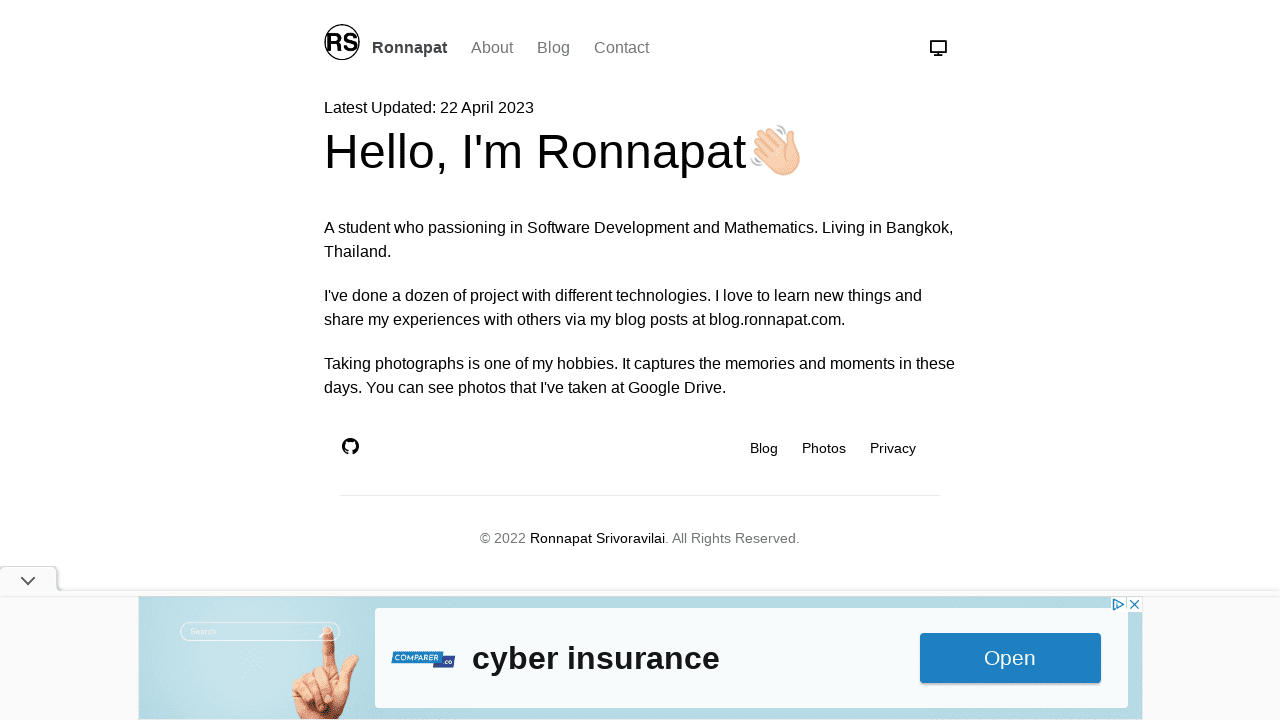 RS
Ronnapat About Blog Contact
Latest Updated: 22 April 2023
Hello, I'm Ronnapat👋🏻
A student who passioning in Software Development and Mathematics. Living in Bangkok,
Thailand.
I've done a dozen of project with different technologies. I love to learn new things and
share my experiences with others via my blog posts at blog.ronnapat.com.
Taking photographs is one of my hobbies. It captures the memories and moments in these
days. You can see photos that I've taken at Google Drive.
Blog Photos Privacy
© 2022 Ronnapat Srivoravilai. All Rights Reserved.
Search
COMPARER.co
cyber insurance
Open